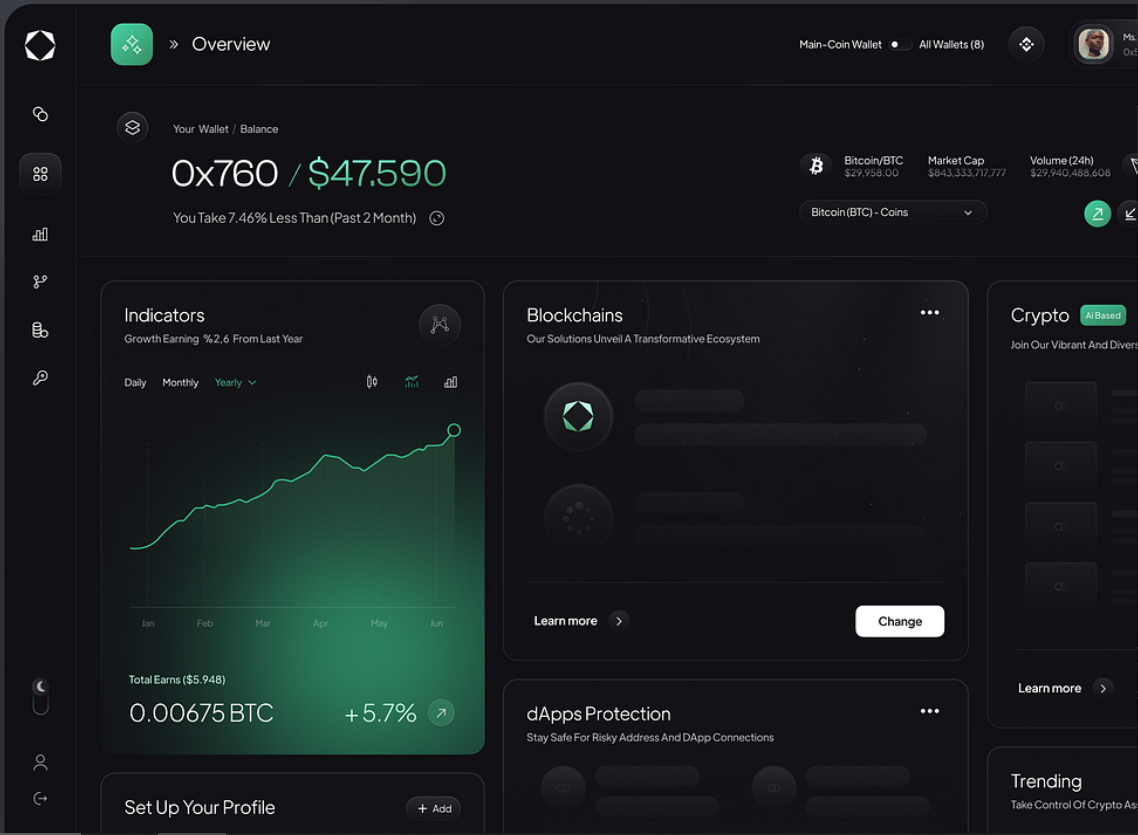 Overview
Main-Coin Wallet
All Wallets (8)
Ms.
Your Wallet / Balance
0x760 / $47.590
You Take 7.46% Less Than (Past 2 Month)
Bitcoin/BTC
$29,958.00
Market Cap
$843,333,717,777
Volume (24h)
$29,940,488,608
Bitcoin (BTC) - Coins
Indicators
Growth Earning %2,6 From Last Year
Daily Monthly Yearly
Jan Feb Mar Apr May Jun
Total Earns ($5.948)
0.00675 BTC
+5.7%
Blockchains
Our Solutions Unveil A Transformative Ecosystem
Learn more
Change
Crypto
Ai Based
Join Our Vibrant And Divers
Learn more
dApps Protection
Stay Safe For Risky Address And DApp Connections
Set Up Your Profile
+ Add
Trending
Take Control Of Crypto Ass